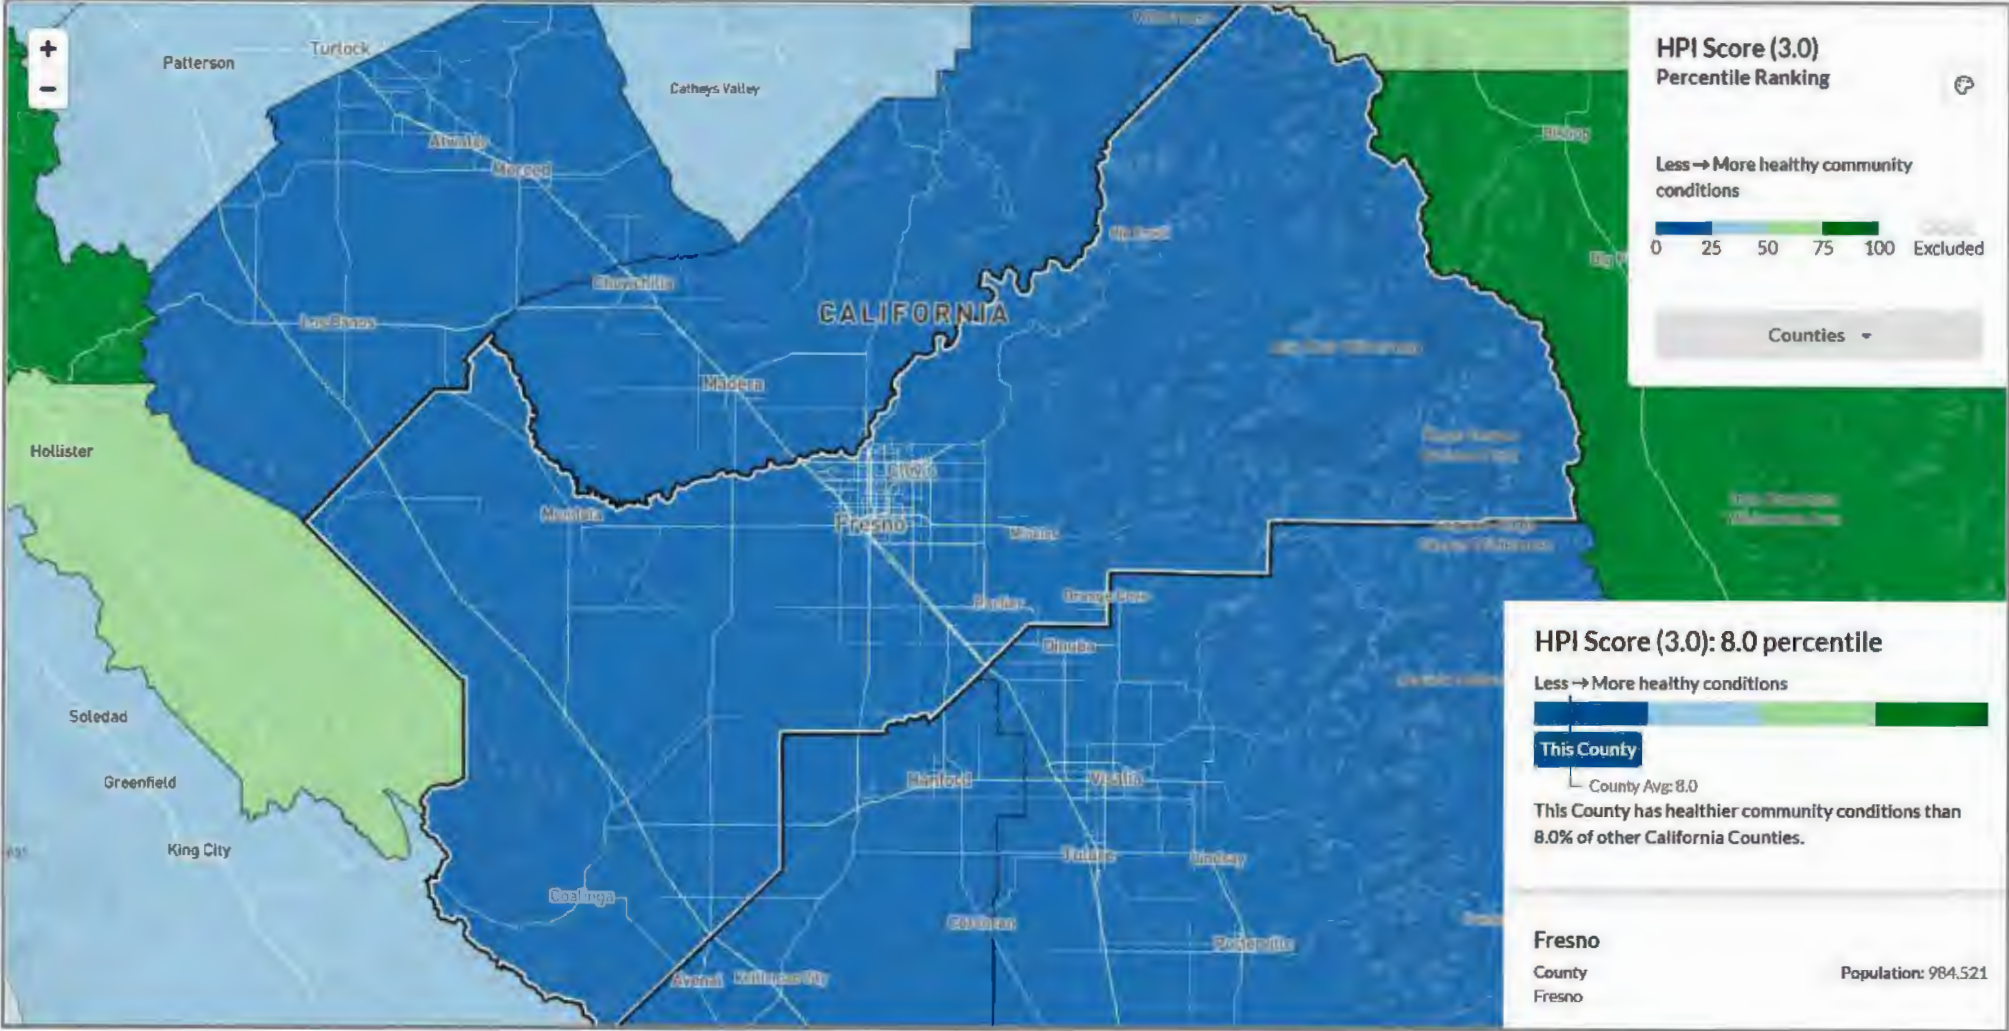 +
−
Patterson
Turlock
Catheys Valley
Atwater
Merced
Chowchilla
Los Banos
CALIFORNIA
Madera
Hollister
Clovis
Mendota
Fresno
Orange Cove
Dinuba
Soledad
Greenfield
King City
Hanford
Visalia
Tulare
Lindsay
Coalinga
Corcoran
Porterville
Avenal
Kettleman City
Bishop
HPI Score (3.0)
Percentile Ranking
Less → More healthy community
conditions
0 25 50 75 100 Excluded
Counties
HPI Score (3.0): 8.0 percentile
Less → More healthy conditions
This County
County Avg: 8.0
This County has healthier community conditions than
8.0% of other California Counties.
Fresno
County
Population: 984,521
Fresno